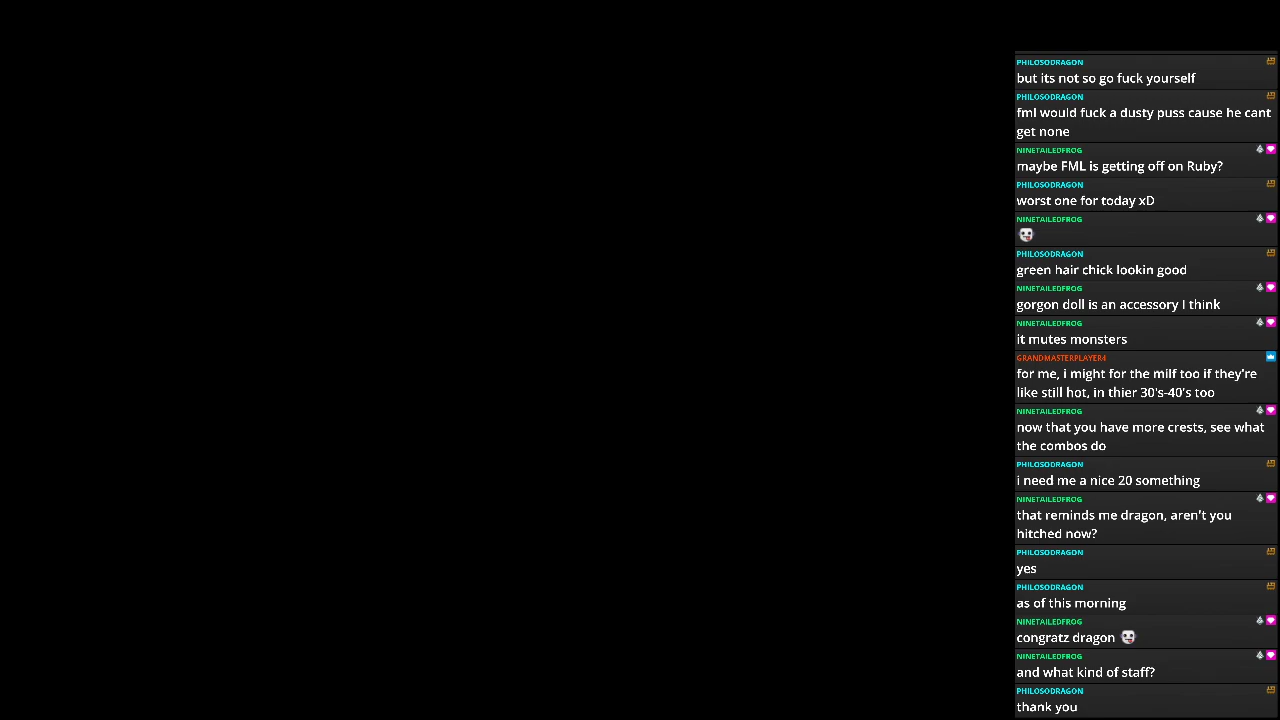 PHILOSODRAGON
but its not so go fuck yourself
PHILOSODRAGON
fml would fuck a dusty puss cause he cant
get none
NINETAILEDFROG
maybe FML is getting off on Ruby?
PHILOSODRAGON
worst one for today xD
NINETAILEDFROG
PHILOSODRAGON
green hair chick lookin good
NINETAILEDFROG
gorgon doll is an accessory I think
NINETAILEDFROG
it mutes monsters
GRANDMASTERPLAYER4
for me, i might for the milf too if they're
like still hot, in thier 30's-40's too
NINETAILEDFROG
now that you have more crests, see what
the combos do
PHILOSODRAGON
i need me a nice 20 something
NINETAILEDFROG
that reminds me dragon, aren't you
hitched now?
PHILOSODRAGON
yes
PHILOSODRAGON
as of this morning
NINETAILEDFROG
congratz dragon
NINETAILEDFROG
and what kind of staff?
PHILOSODRAGON
thank you